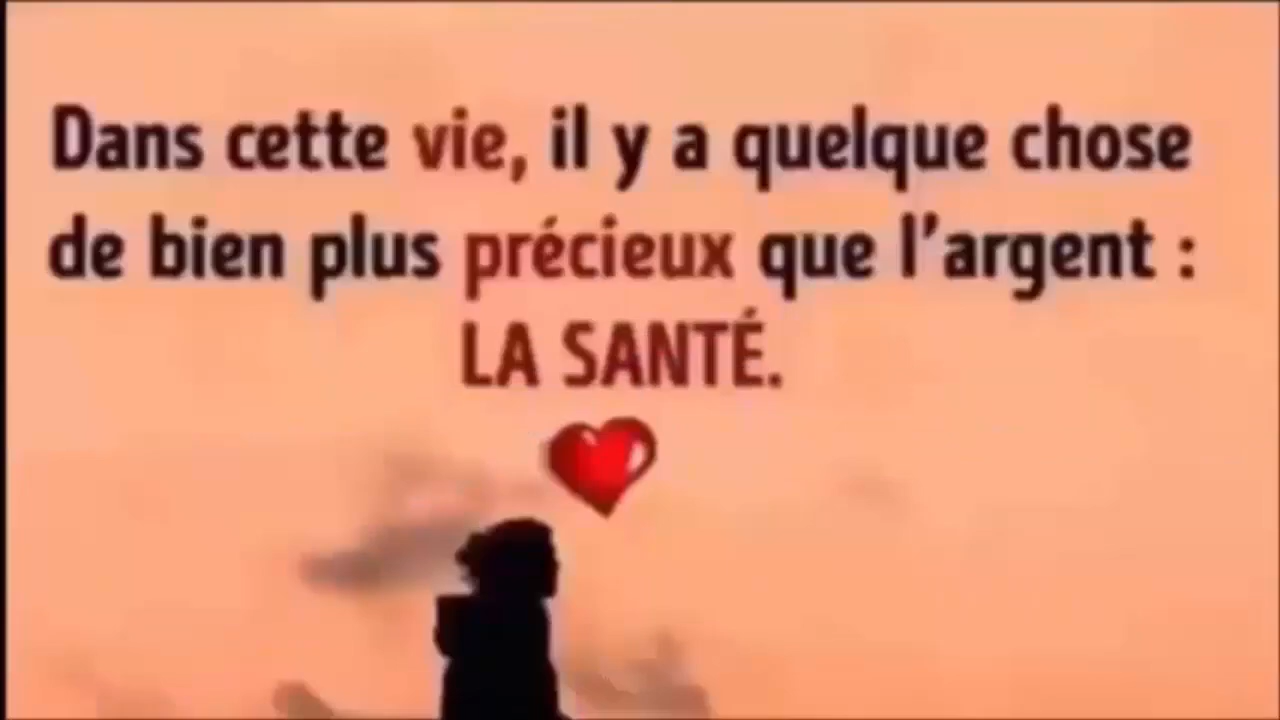 Dans cette vie, il y a quelque chose
de bien plus précieux que l’argent :
LA SANTÉ.